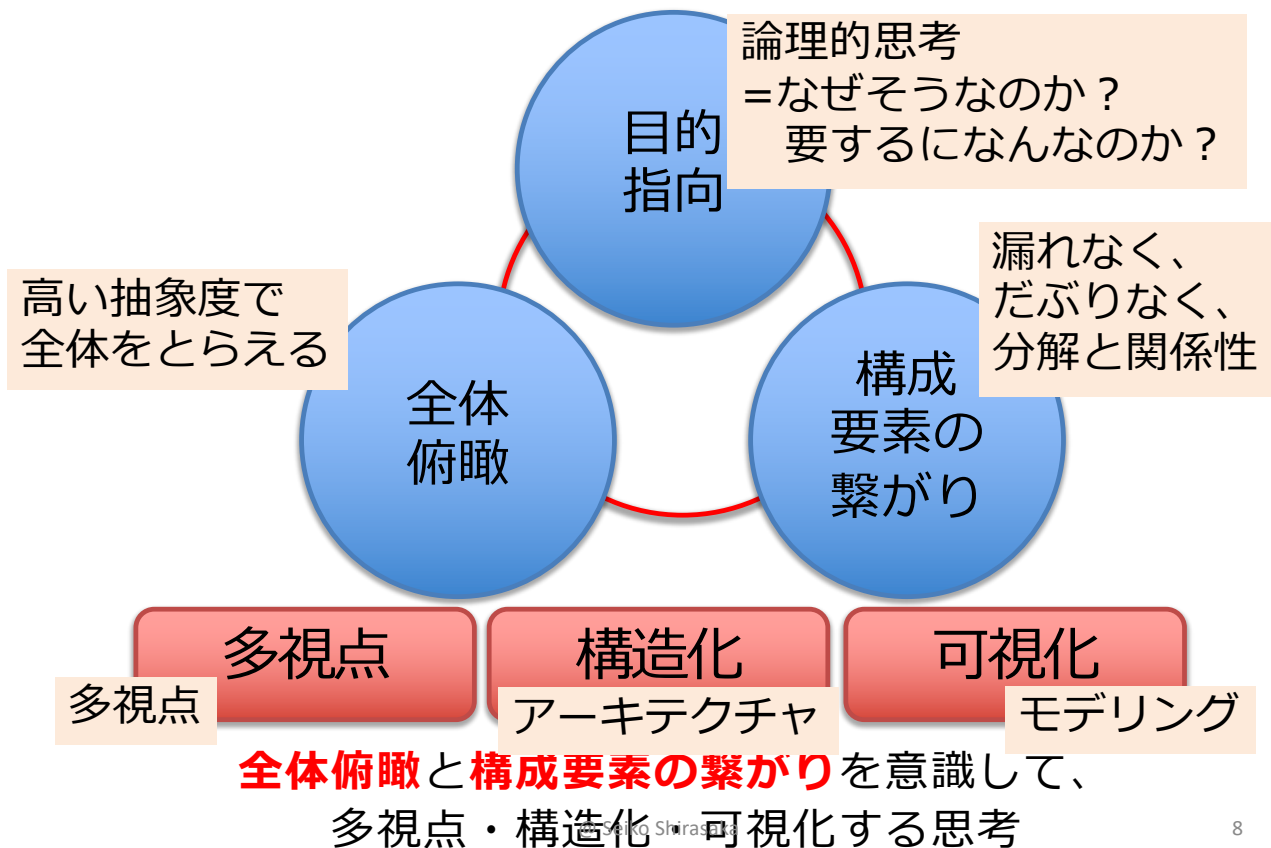 論理的思考
=なぜそうなのか？
要するになんなのか？
目的
指向
漏れなく、
だぶりなく、
分解と関係性
高い抽象度で
全体をとらえる
構成
要素の
繋がり
全体
俯瞰
多視点
構造化
可視化
多視点
アーキテクチャ
モデリング
全体俯瞰と構成要素の繋がりを意識して、
多視点・構造化・可視化する思考
@ Seiko Shirasaka
8